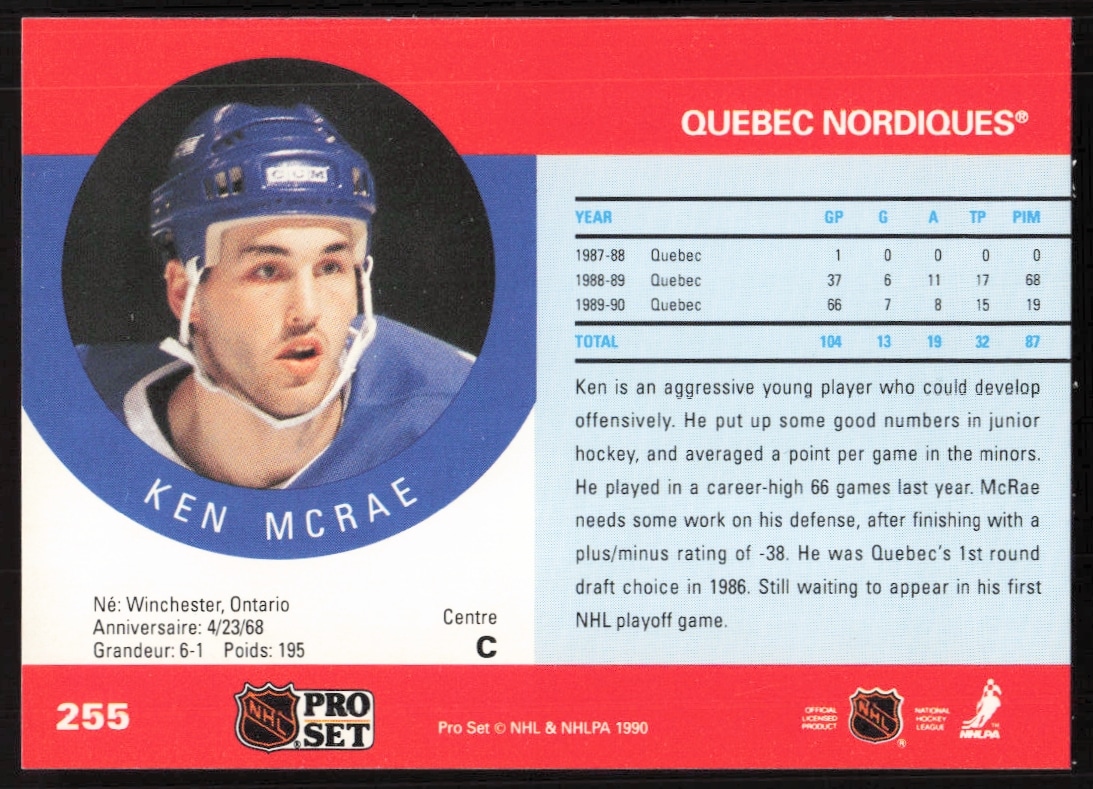 QUEBEC NORDIQUES®
CCM
KEN MCRAE
YEAR GP G A TP PIM
1987-88 Quebec 1 0 0 0 0
1988-89 Quebec 37 6 11 17 68
1989-90 Quebec 66 7 8 15 19
TOTAL 104 13 19 32 87
Ken is an aggressive young player who could develop
offensively. He put up some good numbers in junior
hockey, and averaged a point per game in the minors.
He played in a career-high 66 games last year. McRae
needs some work on his defense, after finishing with a
plus/minus rating of -38. He was Quebec's 1st round
draft choice in 1986. Still waiting to appear in his first
NHL playoff game.
Né: Winchester, Ontario
Anniversaire: 4/23/68
Grandeur: 6-1 Poids: 195
Centre
C
255
NHL
PRO
SET
Pro Set © NHL & NHLPA 1990
OFFICIAL
LICENSED
PRODUCT
NHL
®
NATIONAL
HOCKEY
LEAGUE
NHLPA